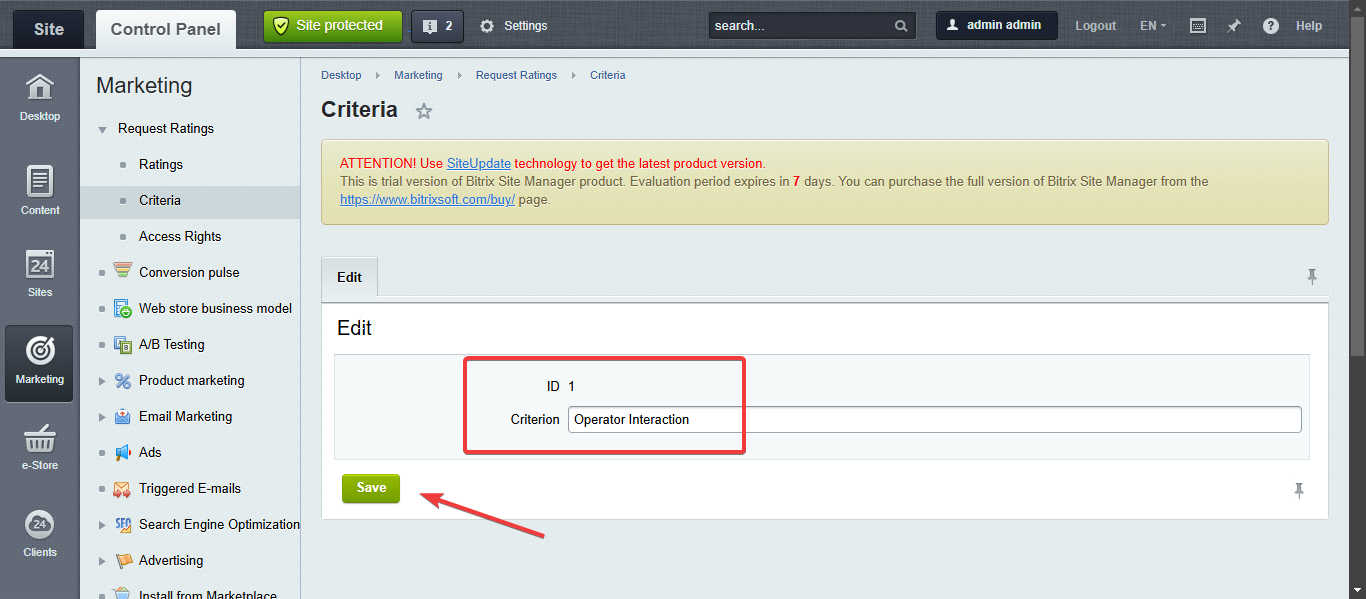 Site
Control Panel
Site protected
2
Settings
search...
admin admin
Logout
EN
?
Help
Desktop
Content
24
Sites
Marketing
e-Store
24
Clients
Marketing
Request Ratings
Ratings
Criteria
Access Rights
Conversion pulse
Web store business model
A/B Testing
Product marketing
Email Marketing
Ads
Triggered E-mails
SEO
Search Engine Optimization
Advertising
Install from Marketplace
Desktop
Marketing
Request Ratings
Criteria
Criteria
ATTENTION! Use SiteUpdate technology to get the latest product version.
This is trial version of Bitrix Site Manager product. Evaluation period expires in 7 days. You can purchase the full version of Bitrix Site Manager from the
https://www.bitrixsoft.com/buy/ page.
Edit
Edit
ID 1
Criterion Operator Interaction
Save